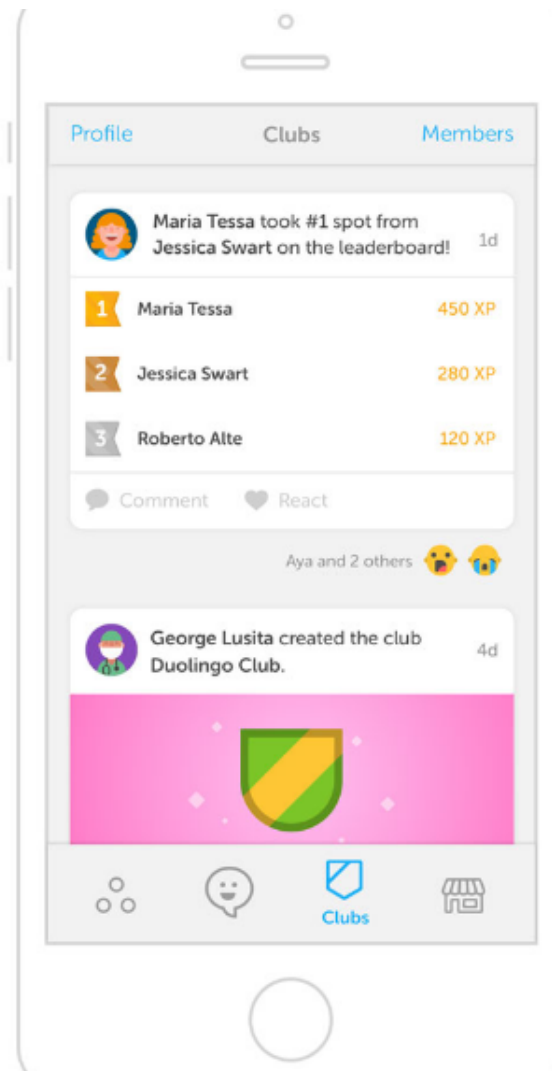 Profile Clubs Members
Maria Tessa took #1 spot from
Jessica Swart on the leaderboard! 1d
1 Maria Tessa 450 XP
2 Jessica Swart 280 XP
3 Roberto Alte 120 XP
Comment React
Aya and 2 others
George Lusita created the club
Duolingo Club. 4d
Clubs